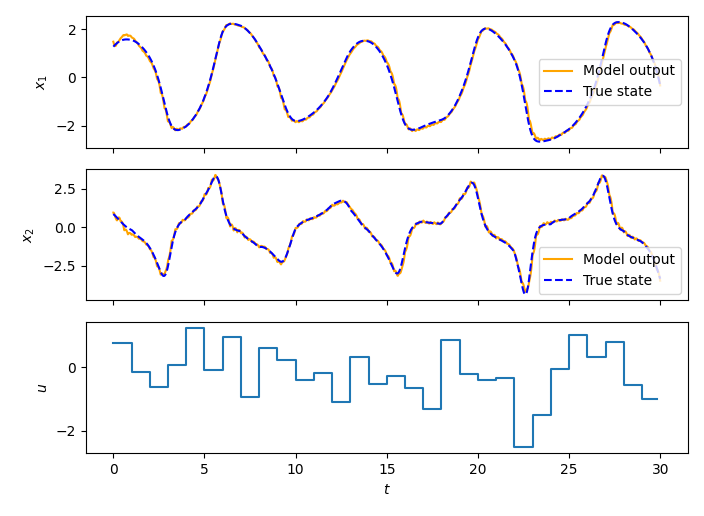 2
0
−2
x1
Model output
True state
2.5
0.0
−2.5
x2
Model output
True state
0
−2
u
0 5 10 15 20 25 30
t